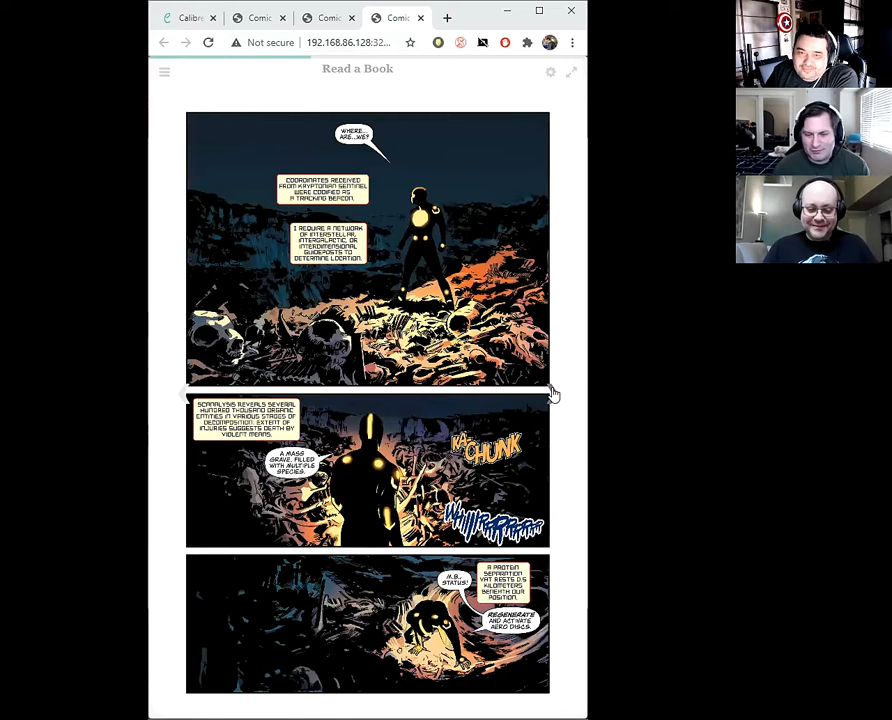 Calibre
Comic
Comic
Comic
Not secure
192.168.86.128:32...
Read a Book
WHERE...
ARE...WE?
COORDINATES RECEIVED
FROM KRYPTONIAN SENTINEL
WERE CODIFIED AS
A TRACKING BEACON.
I REQUIRE A NETWORK
OF INTERSTELLAR,
INTERGALACTIC, OR
INTERDIMENSIONAL
GUIDEPOSTS TO
DETERMINE LOCATION.
SCANALYSIS REVEALS SEVERAL
HUNDRED THOUSAND ORGANIC
ENTITIES IN VARIOUS STAGES OF
DECOMPOSITION. EXTENT OF
INJURIES SUGGESTS DEATH BY
VIOLENT MEANS.
A MASS
GRAVE. FILLED
WITH MULTIPLE
SPECIES.
KA-
CHUNK
M.B.,
STATUS!
A PROTEIN
SEPARATION
VAT RESTS 0.5
KILOMETERS
BENEATH OUR
POSITION.
REGENERATE
AND ACTIVATE
AERO DISCS.